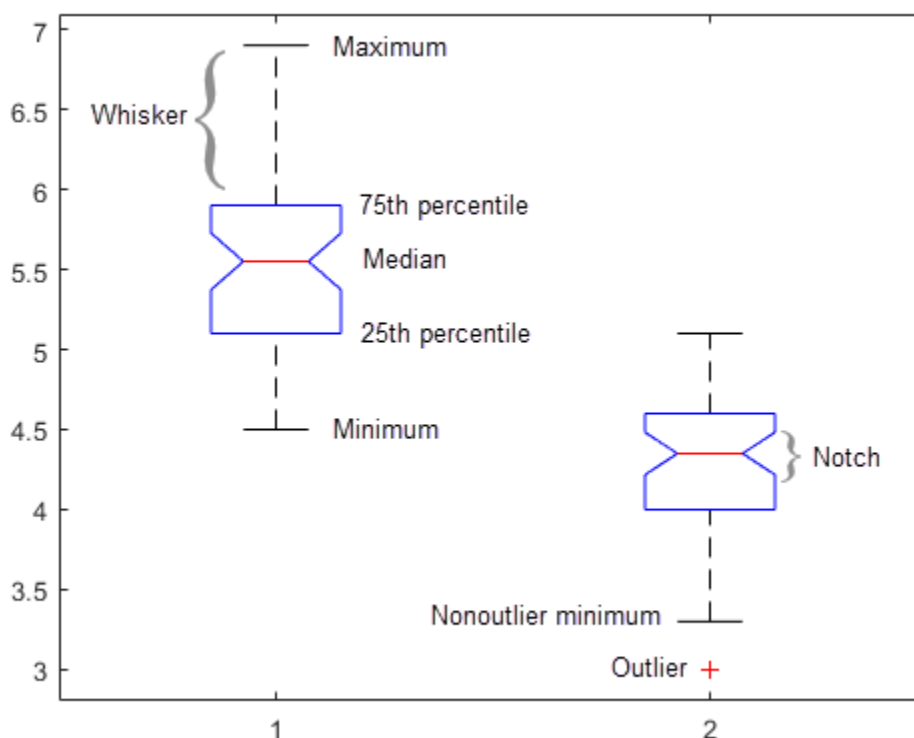 7
Maximum
6.5
Whisker
6
75th percentile
5.5
Median
25th percentile
5
4.5
Minimum
Notch
4
3.5
Nonoutlier minimum
3
Outlier
1
2